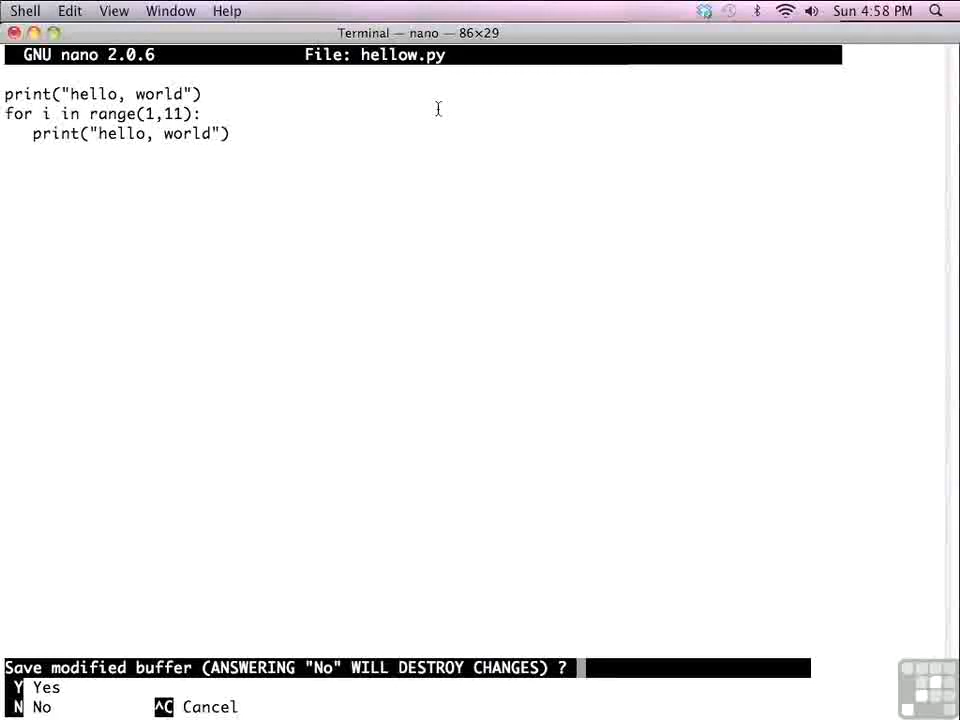 Shell Edit View Window Help Sun 4:58 PM
Terminal — nano — 86×29
GNU nano 2.0.6 File: hellow.py
print("hello, world")
for i in range(1,11):
   print("hello, world")
Save modified buffer (ANSWERING "No" WILL DESTROY CHANGES) ?
Y Yes
N No ^C Cancel